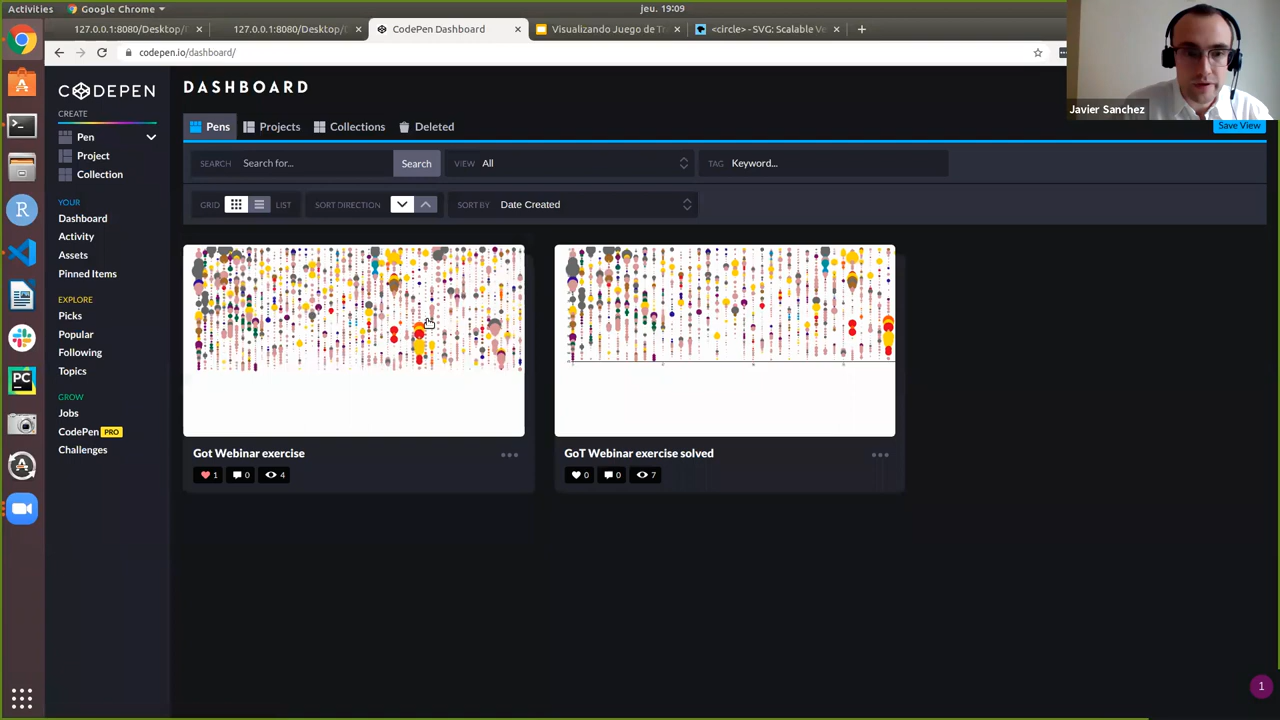 Activities
Google Chrome
jeu. 19:09
127.0.0.1:8080/Desktop/
127.0.0.1:8080/Desktop/
CodePen Dashboard
Visualizando Juego de Tr
<circle> - SVG: Scalable Ve
codepen.io/dashboard/
Javier Sanchez
CODEPEN
DASHBOARD
CREATE
Pen
Project
Collection
Pens
Projects
Collections
Deleted
Save View
SEARCH
Search for...
Search
VIEW
All
TAG
Keyword...
GRID
LIST
SORT DIRECTION
SORT BY
Date Created
YOUR
Dashboard
Activity
Assets
Pinned Items
EXPLORE
Picks
Popular
Following
Topics
GROW
Jobs
CodePen PRO
Challenges
Got Webinar exercise
1
0
4
GoT Webinar exercise solved
0
0
7
1